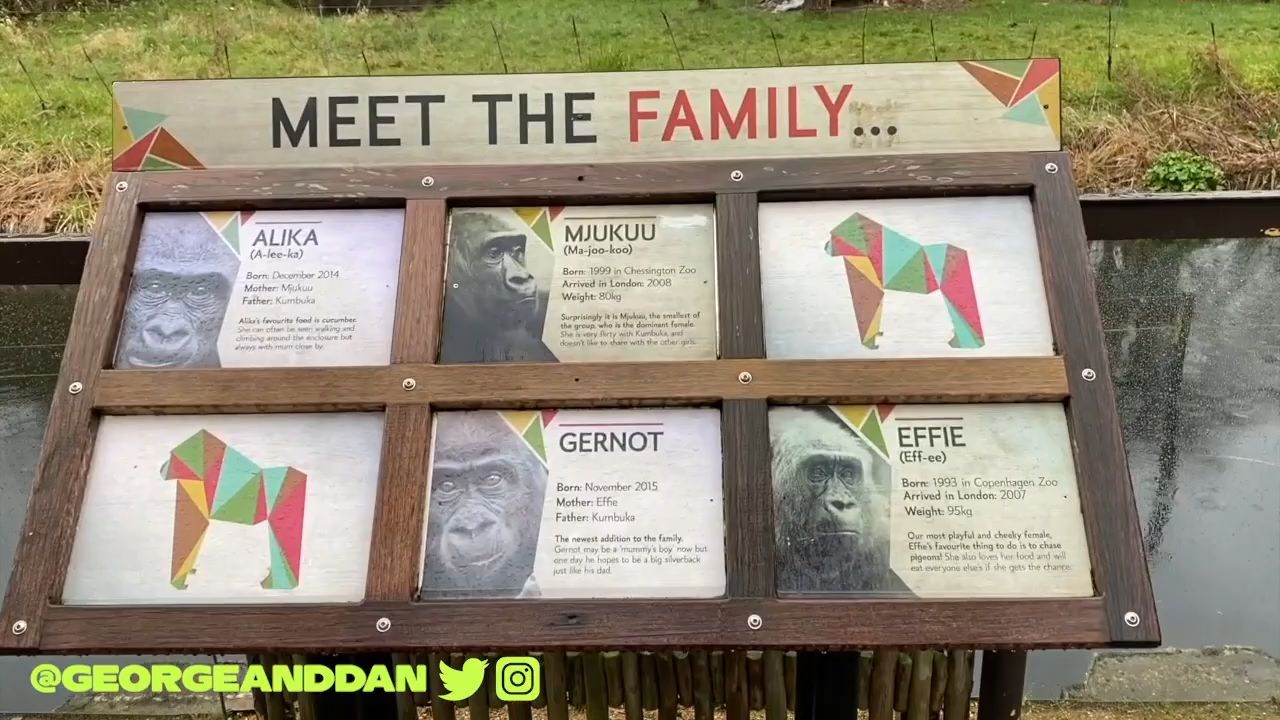 MEET THE FAMILY...
ALIKA
(A-lee-ka)
Born: December 2014
Mother: Mjukuu
Father: Kumbuka
Alika's favourite food is cucumber.
She can often be seen walking and
climbing around the enclosure but
always with mum close by.
MJUKUU
(Ma-joo-koo)
Born: 1999 in Chessington Zoo
Arrived in London: 2008
Weight: 80kg
Surprisingly it is Mjukuu, the smallest of
the group, who is the dominant female.
She is very flirty with Kumbuka, and
doesn't like to share with the other girls.
GERNOT
Born: November 2015
Mother: Effie
Father: Kumbuka
The newest addition to the family.
Gernot may be a 'mummy's boy' now but
one day he hopes to be a big silverback
just like his dad.
EFFIE
(Eff-ee)
Born: 1993 in Copenhagen Zoo
Arrived in London: 2007
Weight: 95kg
Our most playful and cheeky female,
Effie's favourite thing to do is to chase
pigeons! She also loves her food and will
eat everyone else's if she gets the chance.
@GEORGEANDDAN